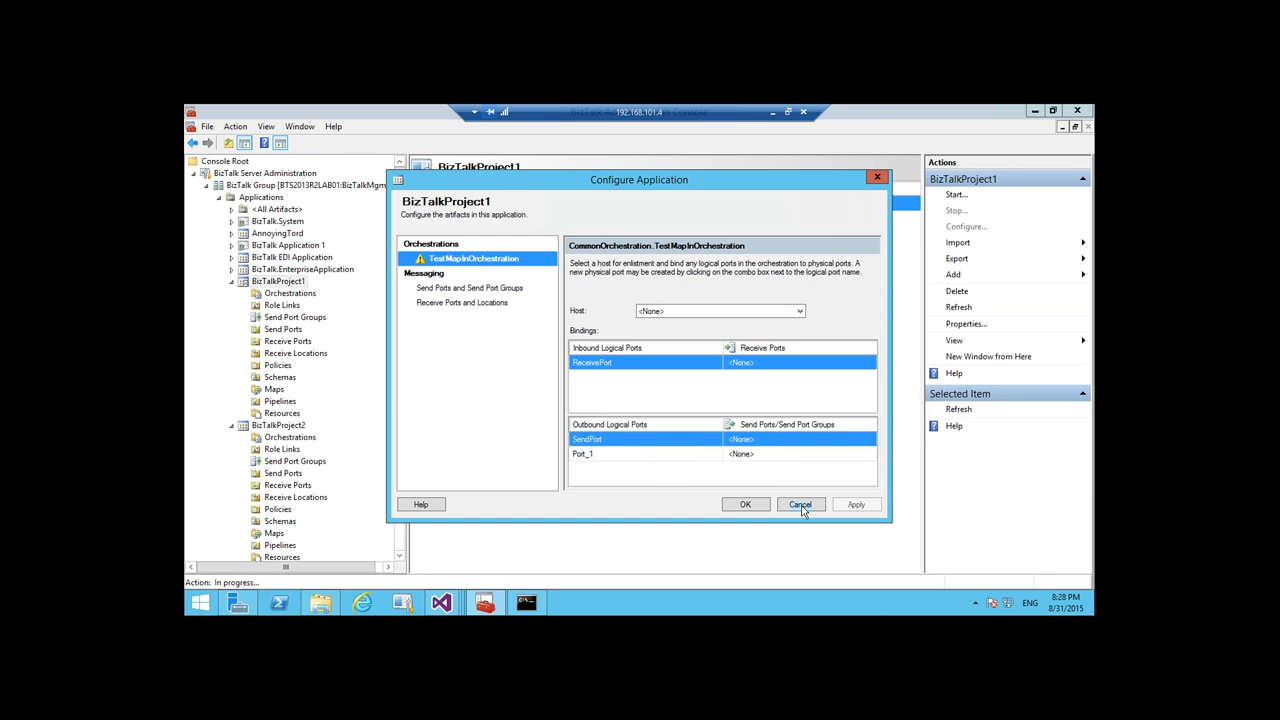 192.168.101.4
File Action View Window Help
Console Root
BizTalk Server Administration
BizTalk Group [BTS2013R2LAB01:BizTalkMgm
Applications
<All Artifacts>
BizTalk.System
AnnoyingTord
BizTalk Application 1
BizTalk EDI Application
BizTalk.EnterpriseApplication
BizTalkProject1
Orchestrations
Role Links
Send Port Groups
Send Ports
Receive Ports
Receive Locations
Policies
Schemas
Maps
Pipelines
Resources
BizTalkProject2
Orchestrations
Role Links
Send Port Groups
Send Ports
Receive Ports
Receive Locations
Policies
Schemas
Maps
Pipelines
Resources
BizTalkProject1
Configure Application
BizTalkProject1
Configure the artifacts in this application.
Orchestrations
TestMapInOrchestration
Messaging
Send Ports and Send Port Groups
Receive Ports and Locations
CommonOrchestration.TestMapInOrchestration
Select a host for enlistment and bind any logical ports in the orchestration to physical ports. A
new physical port may be created by clicking on the combo box next to the logical port name.
Host: <None>
Bindings:
Inbound Logical Ports Receive Ports
ReceivePort <None>
Outbound Logical Ports Send Ports/Send Port Groups
SendPort <None>
Port_1 <None>
Help OK Cancel Apply
Actions
BizTalkProject1
Start...
Stop...
Configure...
Import
Export
Add
Delete
Refresh
Properties...
View
New Window from Here
Help
Selected Item
Refresh
Help
Action: In progress...
ENG
8:28 PM
8/31/2015